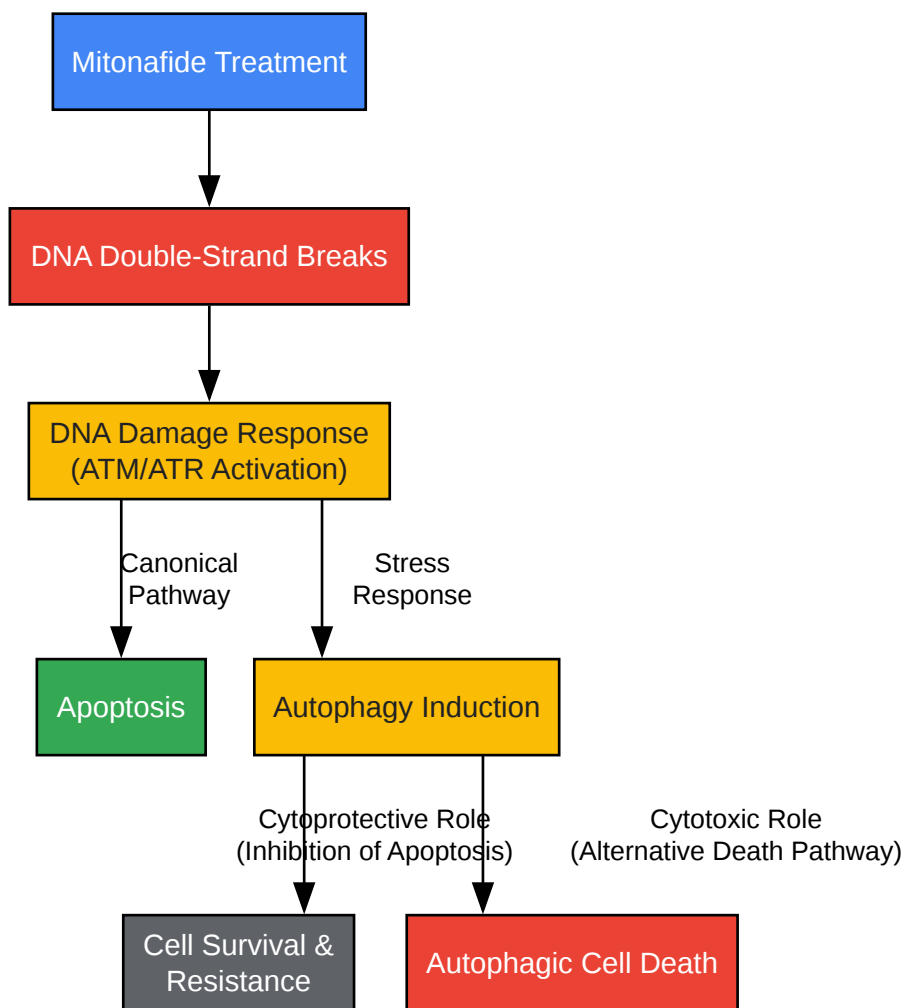 Mitonafide Treatment
DNA Double-Strand Breaks
DNA Damage Response
(ATM/ATR Activation)
Canonical
Pathway
Stress
Response
Apoptosis
Autophagy Induction
Cytoprotective Role
(Inhibition of Apoptosis)
Cytotoxic Role
(Alternative Death Pathway)
Cell Survival &
Resistance
Autophagic Cell Death